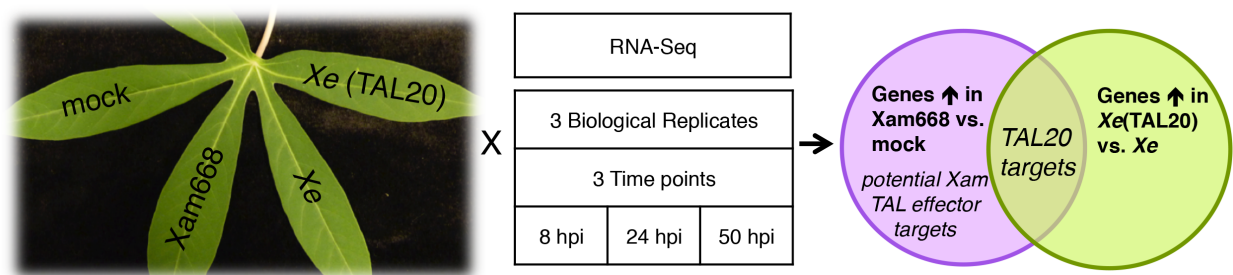 mock
Xe (TAL20)
Xam668
Xe
X
RNA-Seq
3 Biological Replicates
3 Time points
8 hpi
24 hpi
50 hpi
Genes ↑ in
Xam668 vs.
mock
potential Xam
TAL effector
targets
TAL20
targets
Genes ↑ in
Xe(TAL20)
vs. Xe